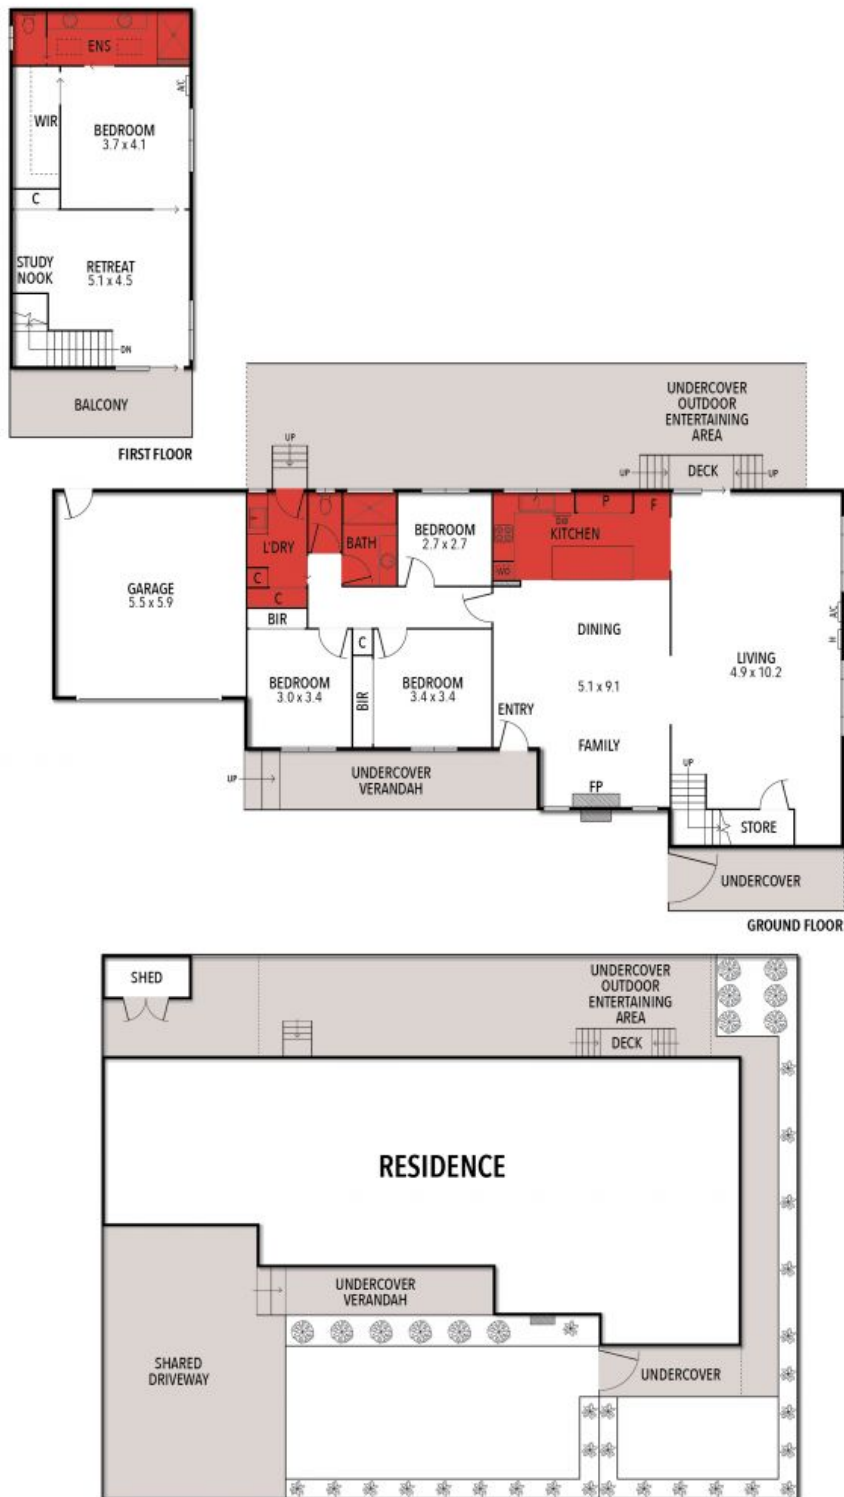 ENS
A/C
WIR
BEDROOM
3.7 x 4.1
C
STUDY
NOOK
RETREAT
5.1 x 4.5
DN
BALCONY
FIRST FLOOR
UNDERCOVER
OUTDOOR
ENTERTAINING
AREA
UP
UP
DECK
UP
L'DRY
BATH
BEDROOM
2.7 x 2.7
P
F
DW
KITCHEN
WO
C
C
BIR
GARAGE
5.5 x 5.9
DINING
5.1 x 9.1
FAMILY
FP
A/C
H
LIVING
4.9 x 10.2
C
BEDROOM
3.0 x 3.4
BIR
BEDROOM
3.4 x 3.4
ENTRY
UP
UNDERCOVER
VERANDAH
UP
STORE
UNDERCOVER
GROUND FLOOR
SHED
UNDERCOVER
OUTDOOR
ENTERTAINING
AREA
DECK
RESIDENCE
UNDERCOVER
VERANDAH
SHARED
DRIVEWAY
UNDERCOVER